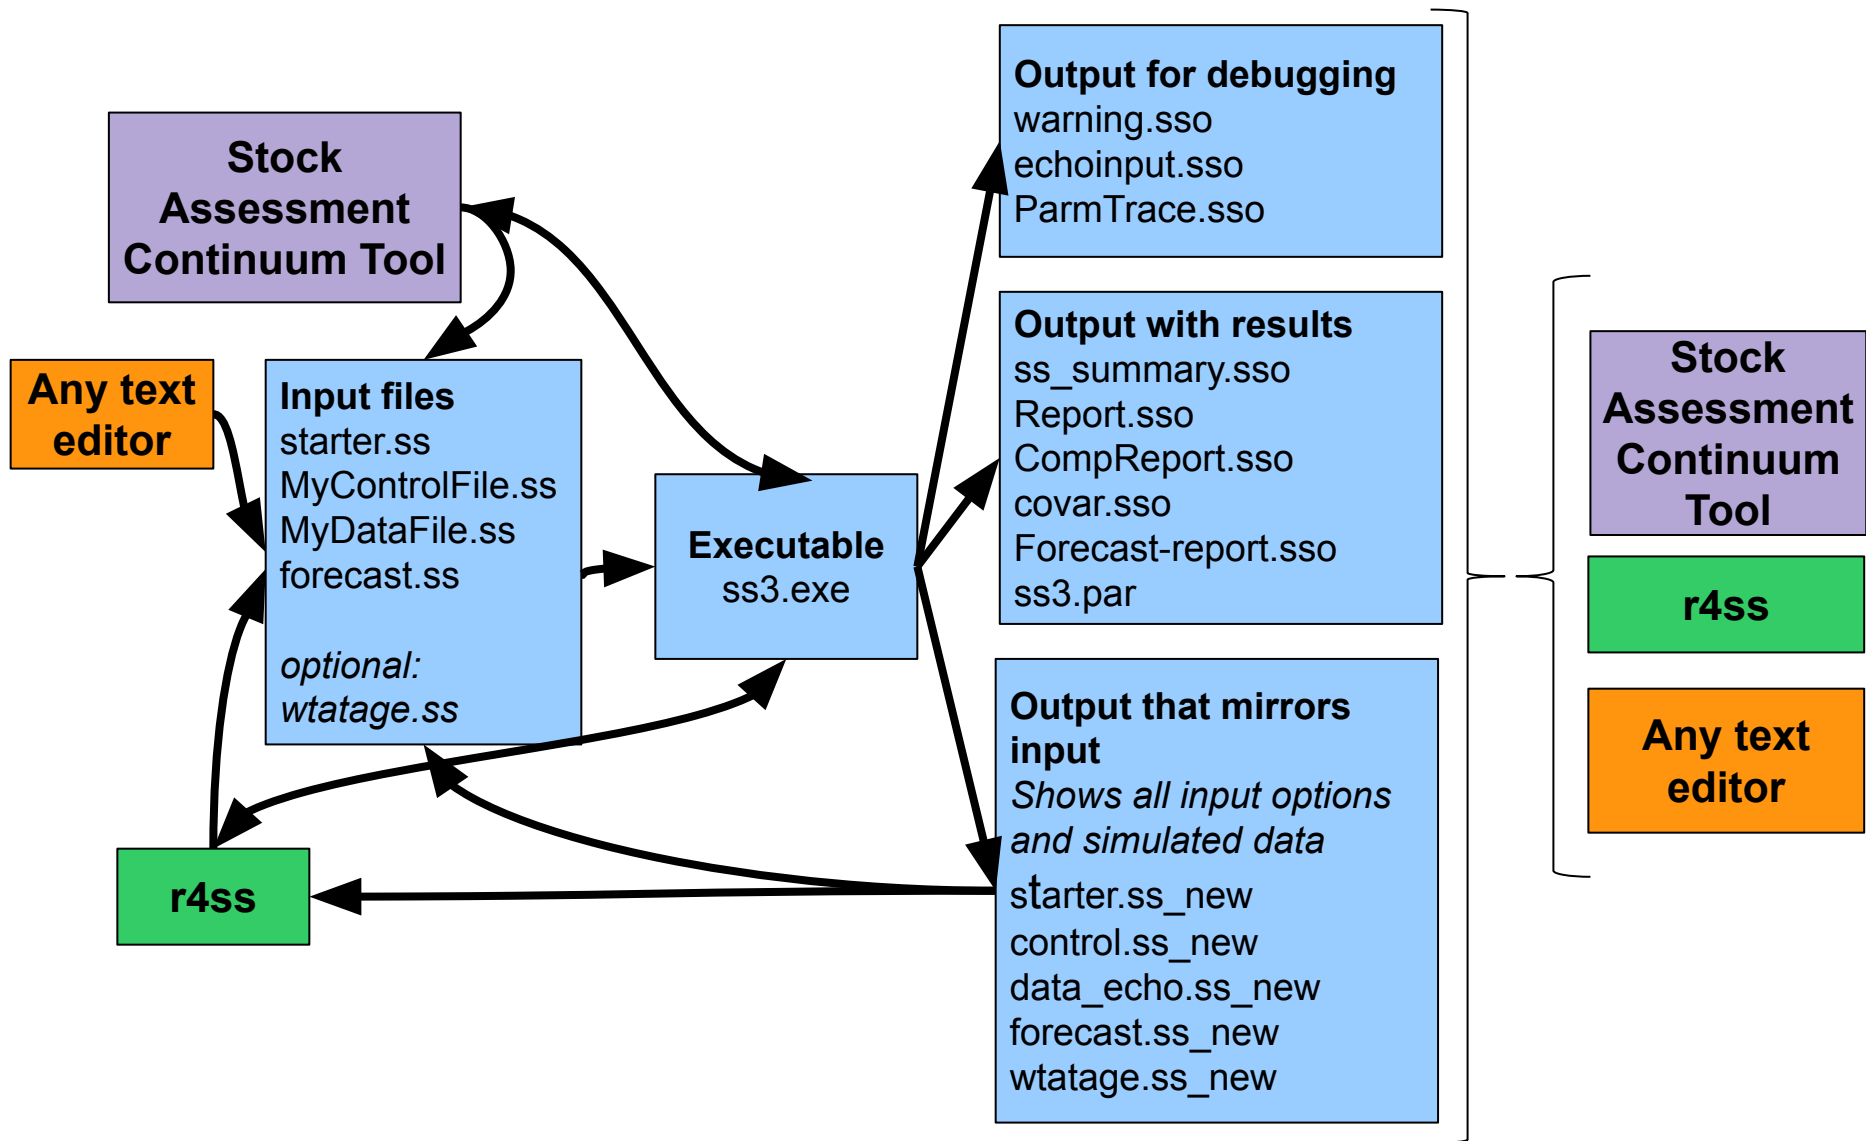 Stock
Assessment
Continuum Tool
Any text
editor
Input files
starter.ss
MyControlFile.ss
MyDataFile.ss
forecast.ss
optional:
wtatage.ss
r4ss
Executable
ss3.exe
Output for debugging
warning.sso
echoinput.sso
ParmTrace.sso
Output with results
ss_summary.sso
Report.sso
CompReport.sso
covar.sso
Forecast-report.sso
ss3.par
Output that mirrors
input
Shows all input options
and simulated data
starter.ss_new
control.ss_new
data_echo.ss_new
forecast.ss_new
wtatage.ss_new
Stock
Assessment
Continuum
Tool
r4ss
Any text
editor